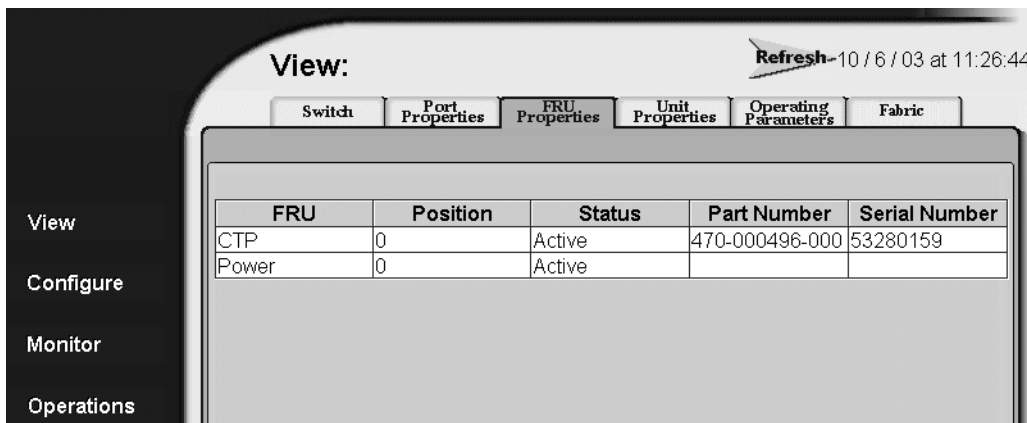 View:
Refresh - 10 / 6 / 03 at 11:26:44
Switch Port Properties FRU Properties Unit Properties Operating Parameters Fabric
FRU Position Status Part Number Serial Number
CTP 0 Active 470-000496-000 53280159
Power 0 Active
View
Configure
Monitor
Operations